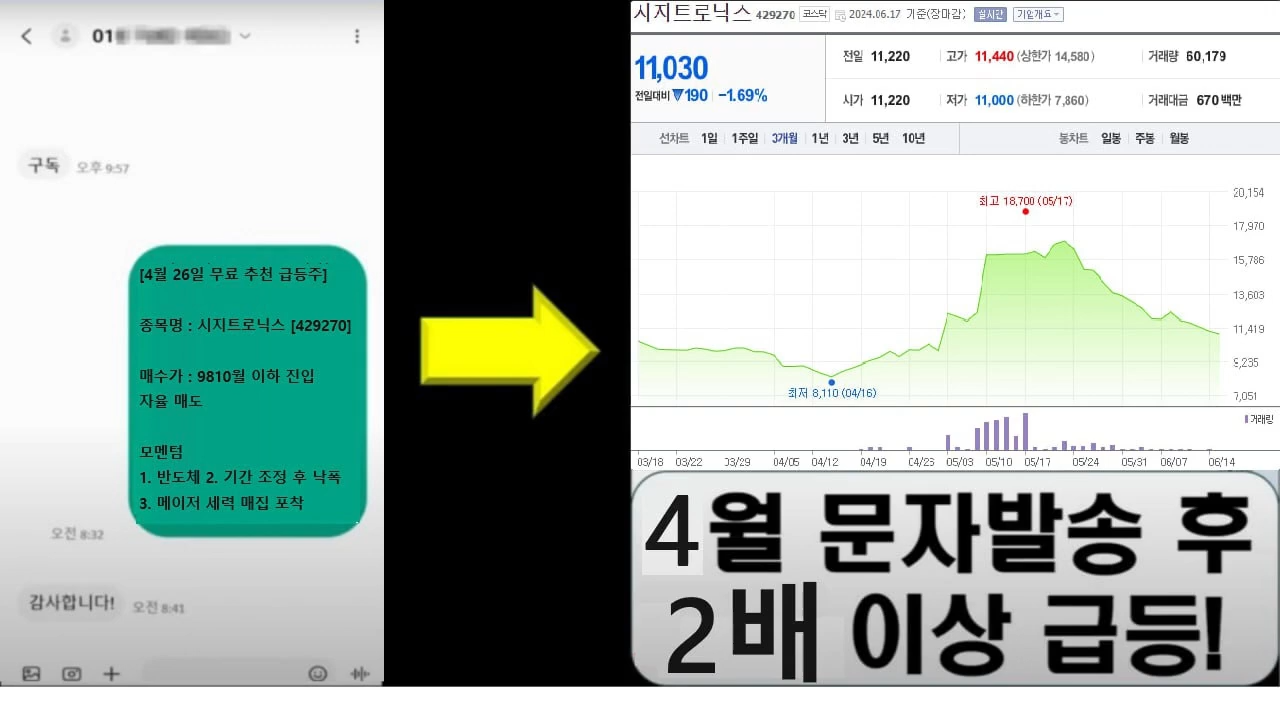 01
구독 오후 9:57
[4월 26일 무료 추천 급등주]
종목명 : 시지트로닉스 [429270]
매수가 : 9810월 이하 진입
자율 매도
모멘텀
1. 반도체 2. 기간 조정 후 낙폭
3. 메이저 세력 매집 포착
오전 8:32
감사합니다! 오전 8:41
시지트로닉스 429270 코스닥 2024.06.17 기준(장마감) 실시간 기업개요
11,030
전일대비 ▼190 -1.69%
전일 11,220 고가 11,440 (상한가 14,580) 거래량 60,179
시가 11,220 저가 11,000 (하한가 7,860) 거래대금 670 백만
선차트 1일 1주일 3개월 1년 3년 5년 10년 봉차트 일봉 주봉 월봉
최고 18,700 (05/17)
20,154
17,970
15,786
13,603
11,419
9,235
7,051
최저 8,110 (04/16)
거래량
03/18 03/22 03/29 04/05 04/12 04/19 04/26 05/03 05/10 05/17 05/24 05/31 06/07 06/14
4월 문자발송 후
2배 이상 급등!